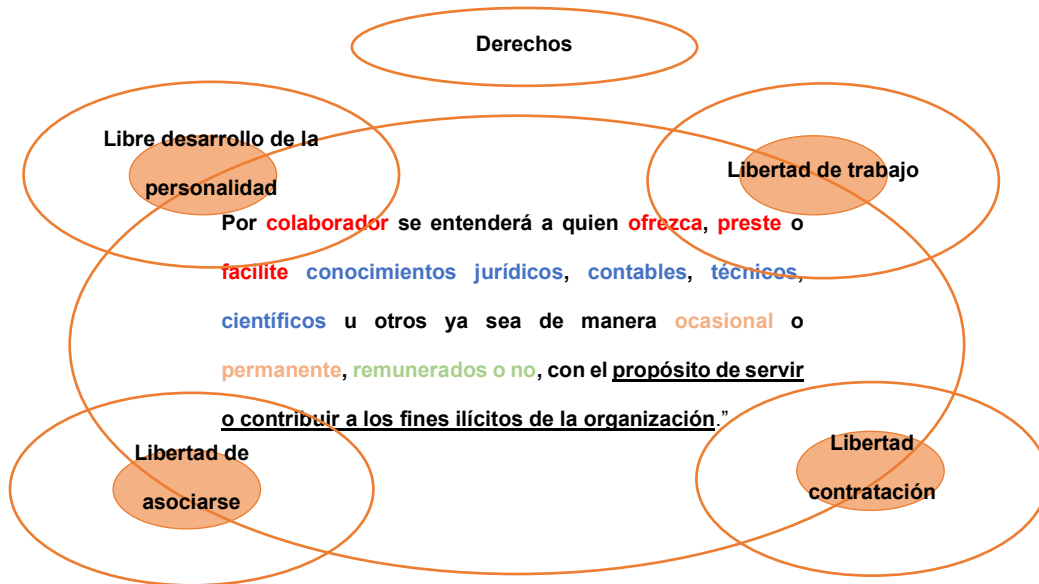 Derechos
Libre desarrollo de la
personalidad
Libertad de trabajo
Por colaborador se entenderá a quien ofrezca, preste o
facilite conocimientos jurídicos, contables, técnicos,
científicos u otros ya sea de manera ocasional o
permanente, remunerados o no, con el propósito de servir
o contribuir a los fines ilícitos de la organización.”
Libertad de
asociarse
Libertad
contratación